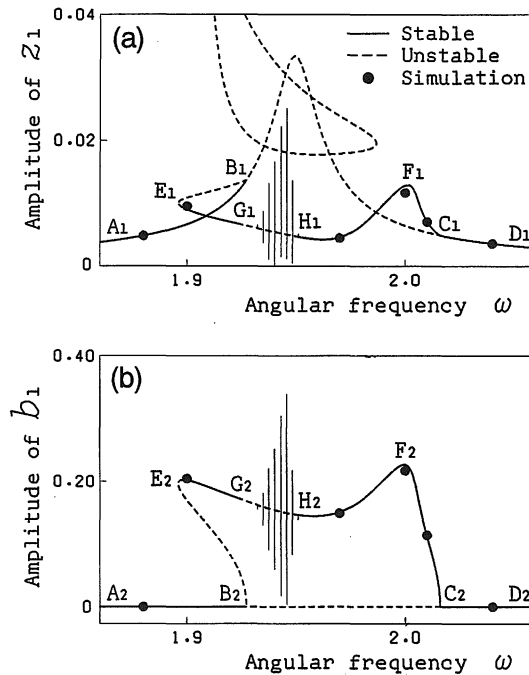 0.04
(a)
Stable
Unstable
Simulation
Amplitude of z1
0.02
B1
E1
F1
A1
G1
H1
C1
D1
0
1.9
2.0
Angular frequency ω
0.40
(b)
Amplitude of b1
F2
0.20
E2
G2
H2
A2
B2
C2
D2
0
1.9
2.0
Angular frequency ω